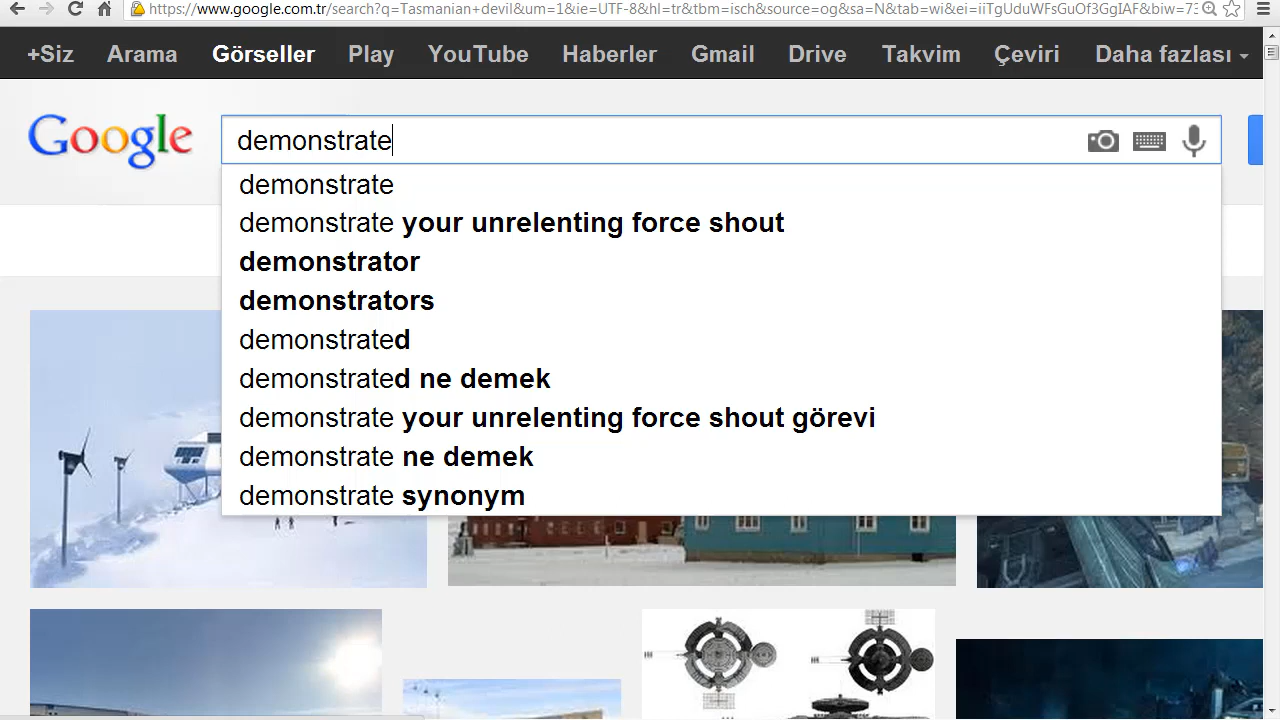 https://www.google.com.tr/search?q=Tasmanian+devil&um=1&ie=UTF-8&hl=tr&tbm=isch&source=og&sa=N&tab=wi&ei=iiTgUduWFsGuOf3GgIAF&biw=73
+Siz Arama Görseller Play YouTube Haberler Gmail Drive Takvim Çeviri Daha fazlası
Google demonstrate
demonstrate
demonstrate your unrelenting force shout
demonstrator
demonstrators
demonstrated
demonstrated ne demek
demonstrate your unrelenting force shout görevi
demonstrate ne demek
demonstrate synonym